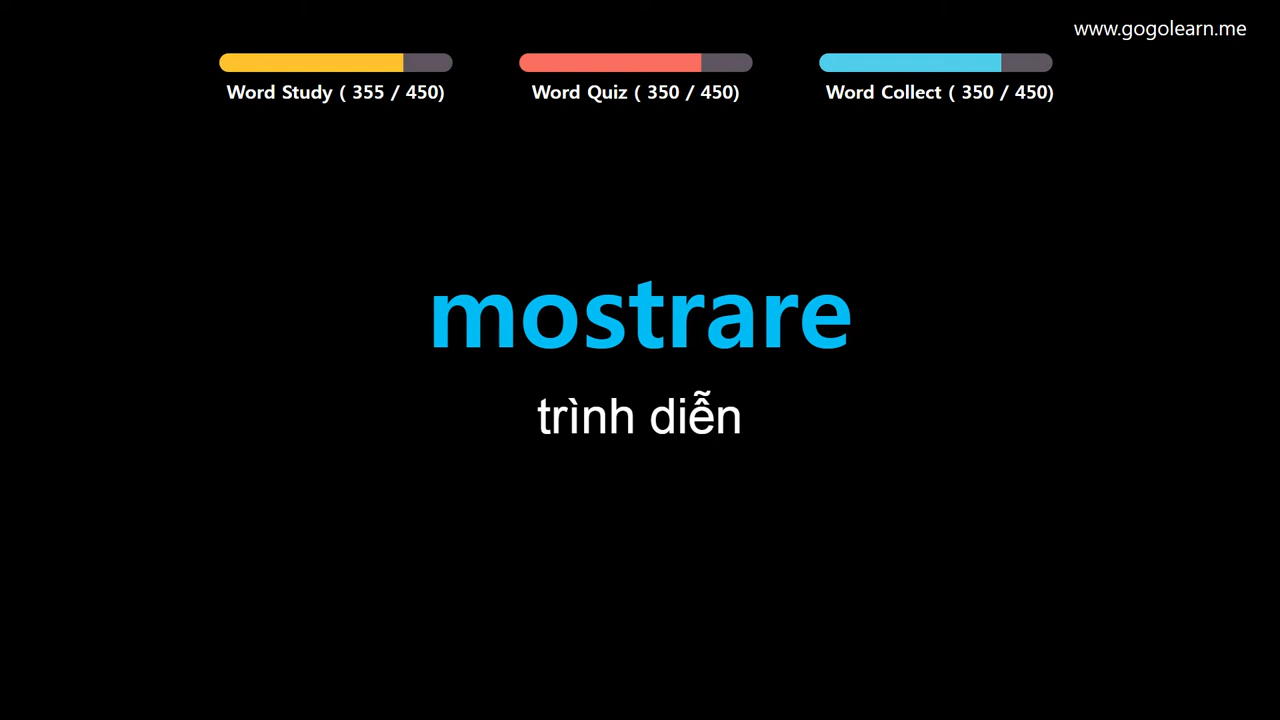 www.gogolearn.me
Word Study ( 355 / 450)
Word Quiz ( 350 / 450)
Word Collect ( 350 / 450)
mostrare
trình diễn